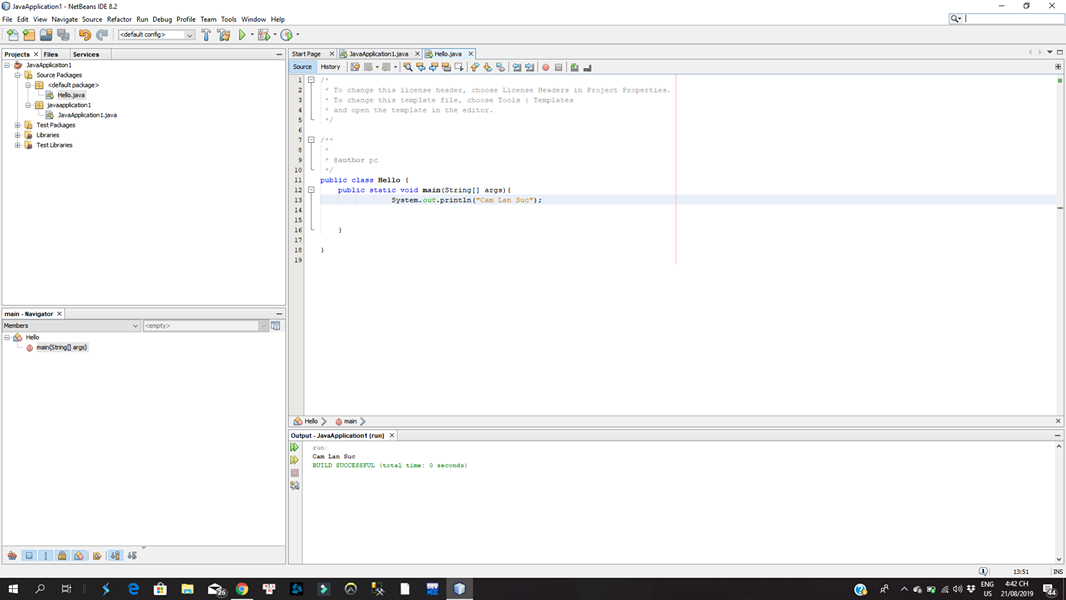 JavaApplication1 - NetBeans IDE 8.2
File Edit View Navigate Source Refactor Run Debug Profile Team Tools Window Help
<default config>
Projects Files Services
Start Page JavaApplication1.java Hello.java
JavaApplication1
Source Packages
<default package>
Hello.java
javaapplication1
JavaApplication1.java
Test Packages
Libraries
Test Libraries
Source History
1 /*
2 * To change this license header, choose License Headers in Project Properties.
3 * To change this template file, choose Tools | Templates
4 * and open the template in the editor.
5 */
6
7 /**
8 *
9 * @author pc
10 */
11 public class Hello {
12 public static void main(String[] args){
13 System.out.println("Cam Lan Suc");
14
15
16 }
17
18 }
19
main - Navigator
Members <empty>
Hello
main(String[] args)
Hello main
Output - JavaApplication1 (run)
run:
Cam Lan Suc
BUILD SUCCESSFUL (total time: 0 seconds)
1 13:51 INS
26
ENG
US
4:42 CH
21/08/2019
44